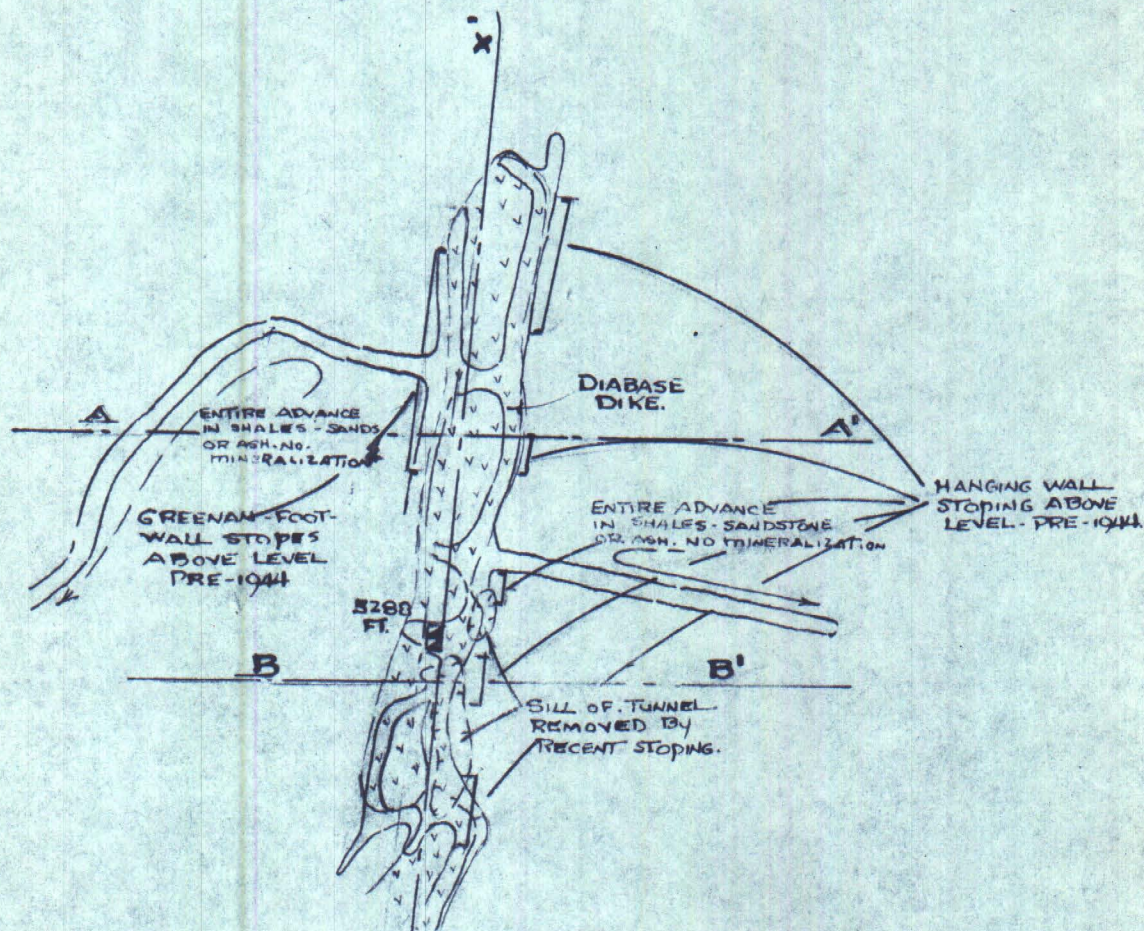 X'
DIABASE
DIKE.
A
A'
ENTIRE ADVANCE
IN SHALES-SANDS
OR ASH. NO.
MINERALIZATION
HANGING WALL
STOPING ABOVE
LEVEL-PRE-1944
ENTIRE ADVANCE
IN SHALES-SANDSTONE
OR ASH. NO MINERALIZATION
GREENAN-FOOT-
WALL STOPES
ABOVE LEVEL
PRE-1944
3288
FT.
B
B'
SILL OF TUNNEL
REMOVED BY
RECENT STOPING.